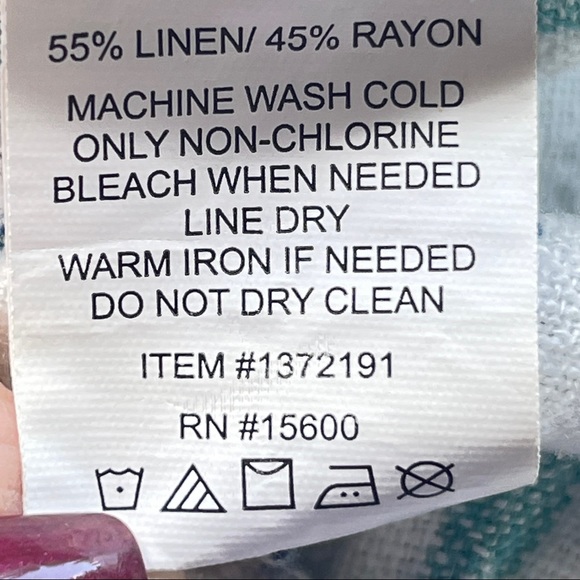 55% LINEN/ 45% RAYON
MACHINE WASH COLD
ONLY NON-CHLORINE
BLEACH WHEN NEEDED
LINE DRY
WARM IRON IF NEEDED
DO NOT DRY CLEAN
ITEM #1372191
RN #15600